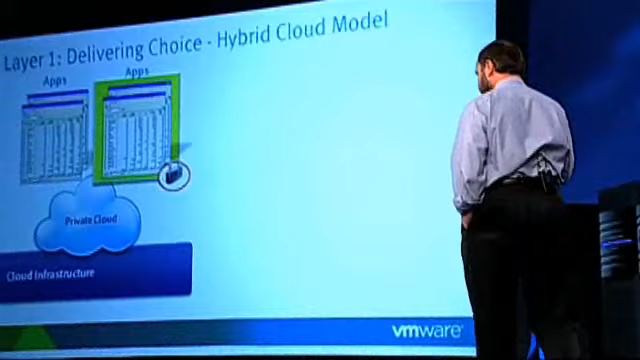 Layer 1: Delivering Choice - Hybrid Cloud Model
Apps
Apps
Private Cloud
Cloud Infrastructure
vmware